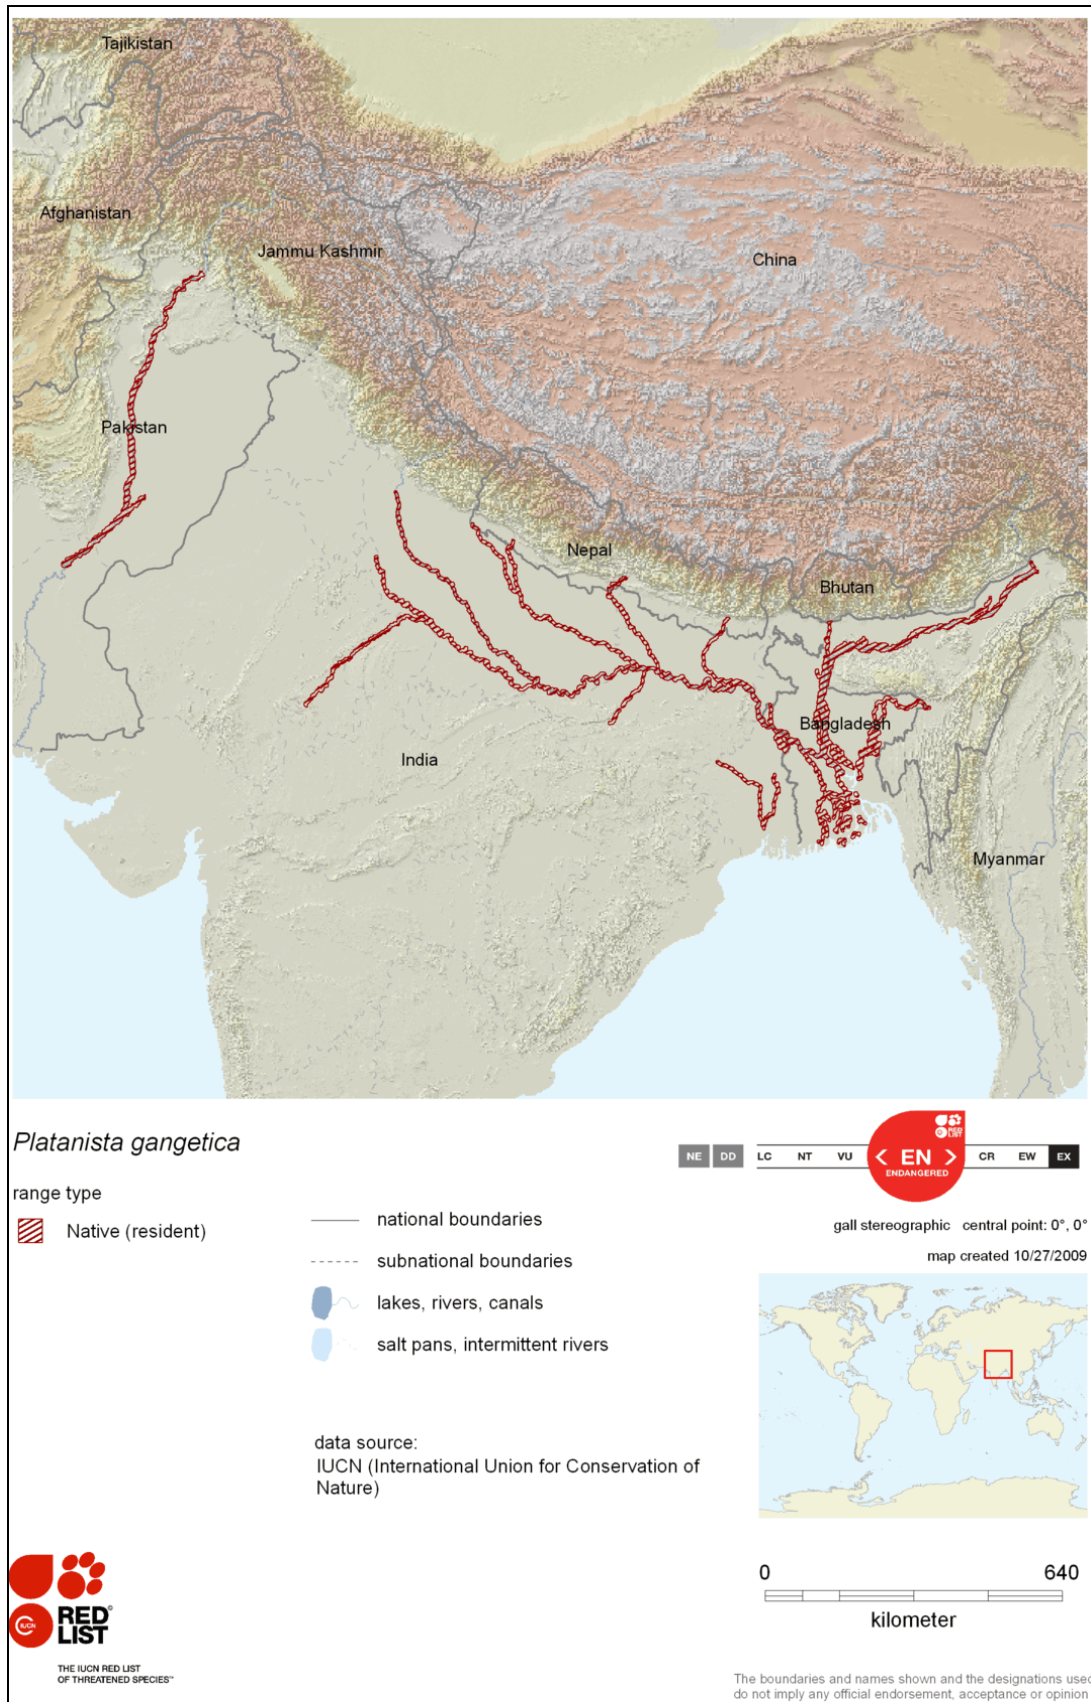 Tajikistan
Afghanistan
Jammu Kashmir
China
Pakistan
Nepal
Bhutan
Bangladesh
India
Myanmar
Platanista gangetica
NE DD LC NT VU < EN > CR EW EX
ENDANGERED
RED
LIST
range type
Native (resident)
national boundaries
subnational boundaries
lakes, rivers, canals
salt pans, intermittent rivers
gall stereographic central point: 0°, 0°
map created 10/27/2009
data source:
IUCN (International Union for Conservation of
Nature)
0 640
kilometer
IUCN
RED
LIST
THE IUCN RED LIST
OF THREATENED SPECIES™
The boundaries and names shown and the designations used
do not imply any official endorsement, acceptance or opinion